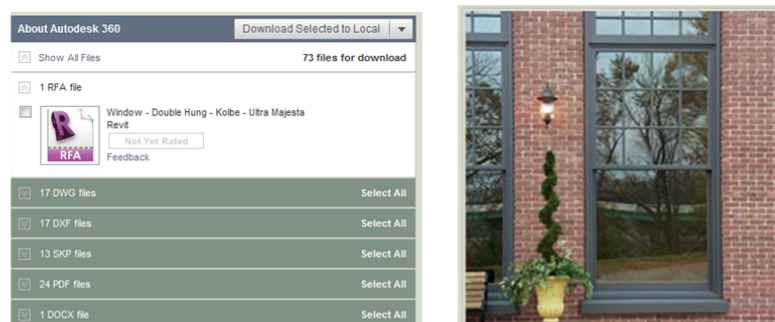 About Autodesk 360
Download Selected to Local
Show All Files
73 files for download
1 RFA file
Window - Double Hung - Kolbe - Ultra Majesta
Revit
Not Yet Rated
Feedback
R
RFA
17 DWG files
Select All
17 DXF files
Select All
13 SKP files
Select All
24 PDF files
Select All
1 DOCX file
Select All